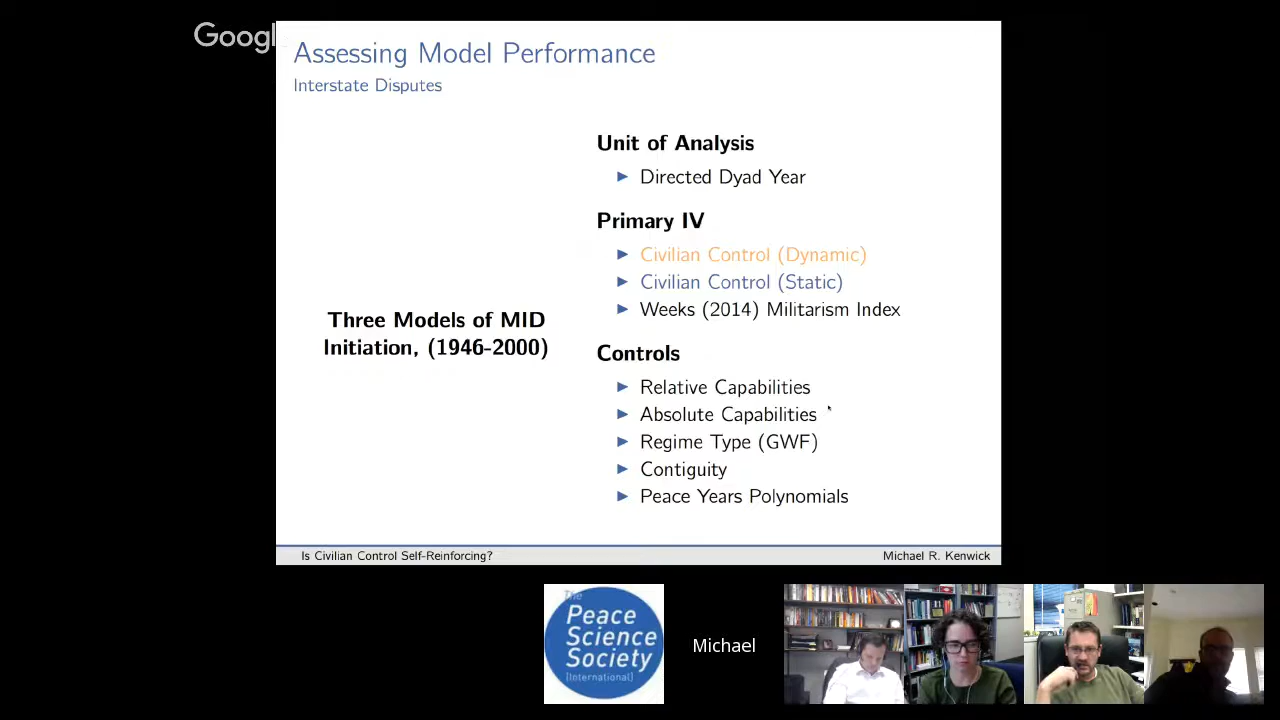 Googl
Assessing Model Performance
Interstate Disputes
Three Models of MID
Initiation, (1946-2000)
Unit of Analysis
Directed Dyad Year
Primary IV
Civilian Control (Dynamic)
Civilian Control (Static)
Weeks (2014) Militarism Index
Controls
Relative Capabilities
Absolute Capabilities
Regime Type (GWF)
Contiguity
Peace Years Polynomials
Is Civilian Control Self-Reinforcing?
Michael R. Kenwick
The
Peace
Science
Society
[International]
Michael